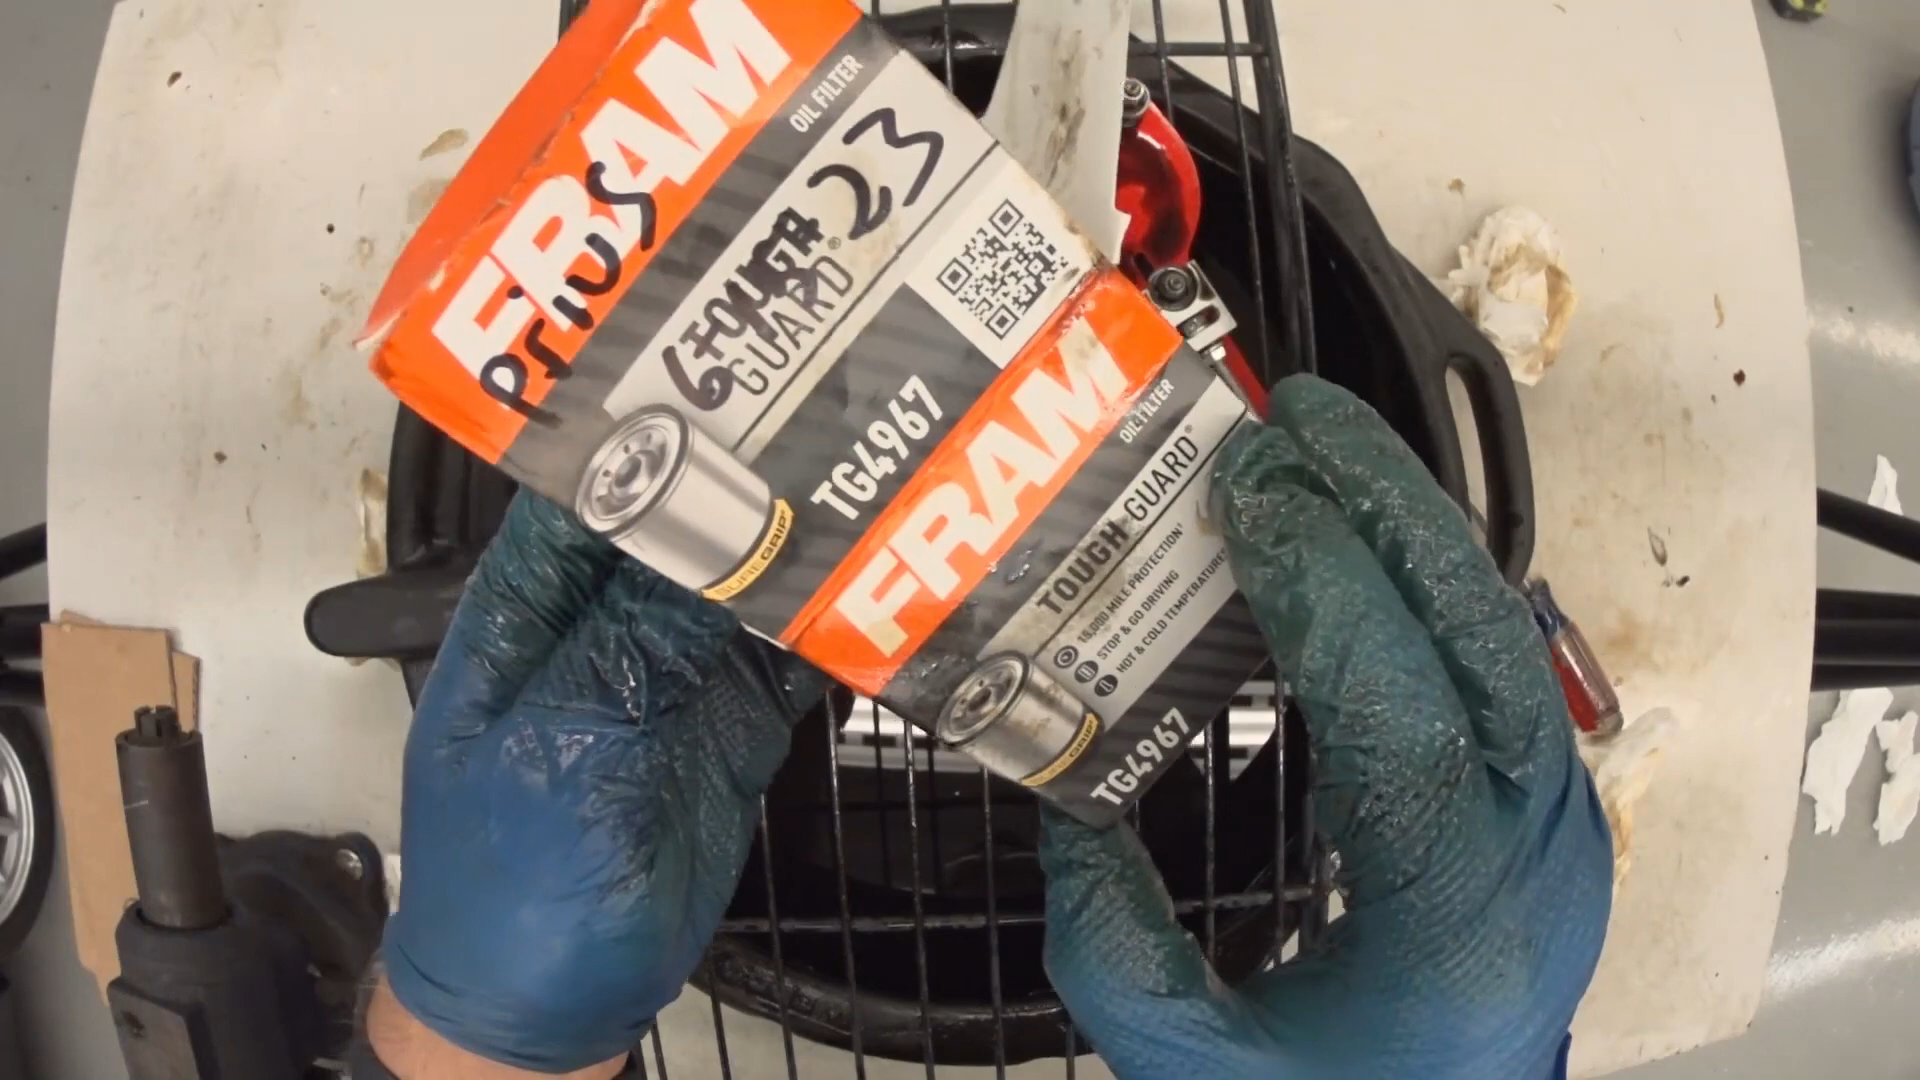 FRAM
OIL FILTER
Prius
23
6
TOUGH
GUARD®
TG4967
SUREGRIP®
FRAM
OIL FILTER
TOUGH GUARD®
15,000 MILE PROTECTION†
STOP & GO DRIVING
HOT & COLD TEMPERATURES
GRIP
TG4967